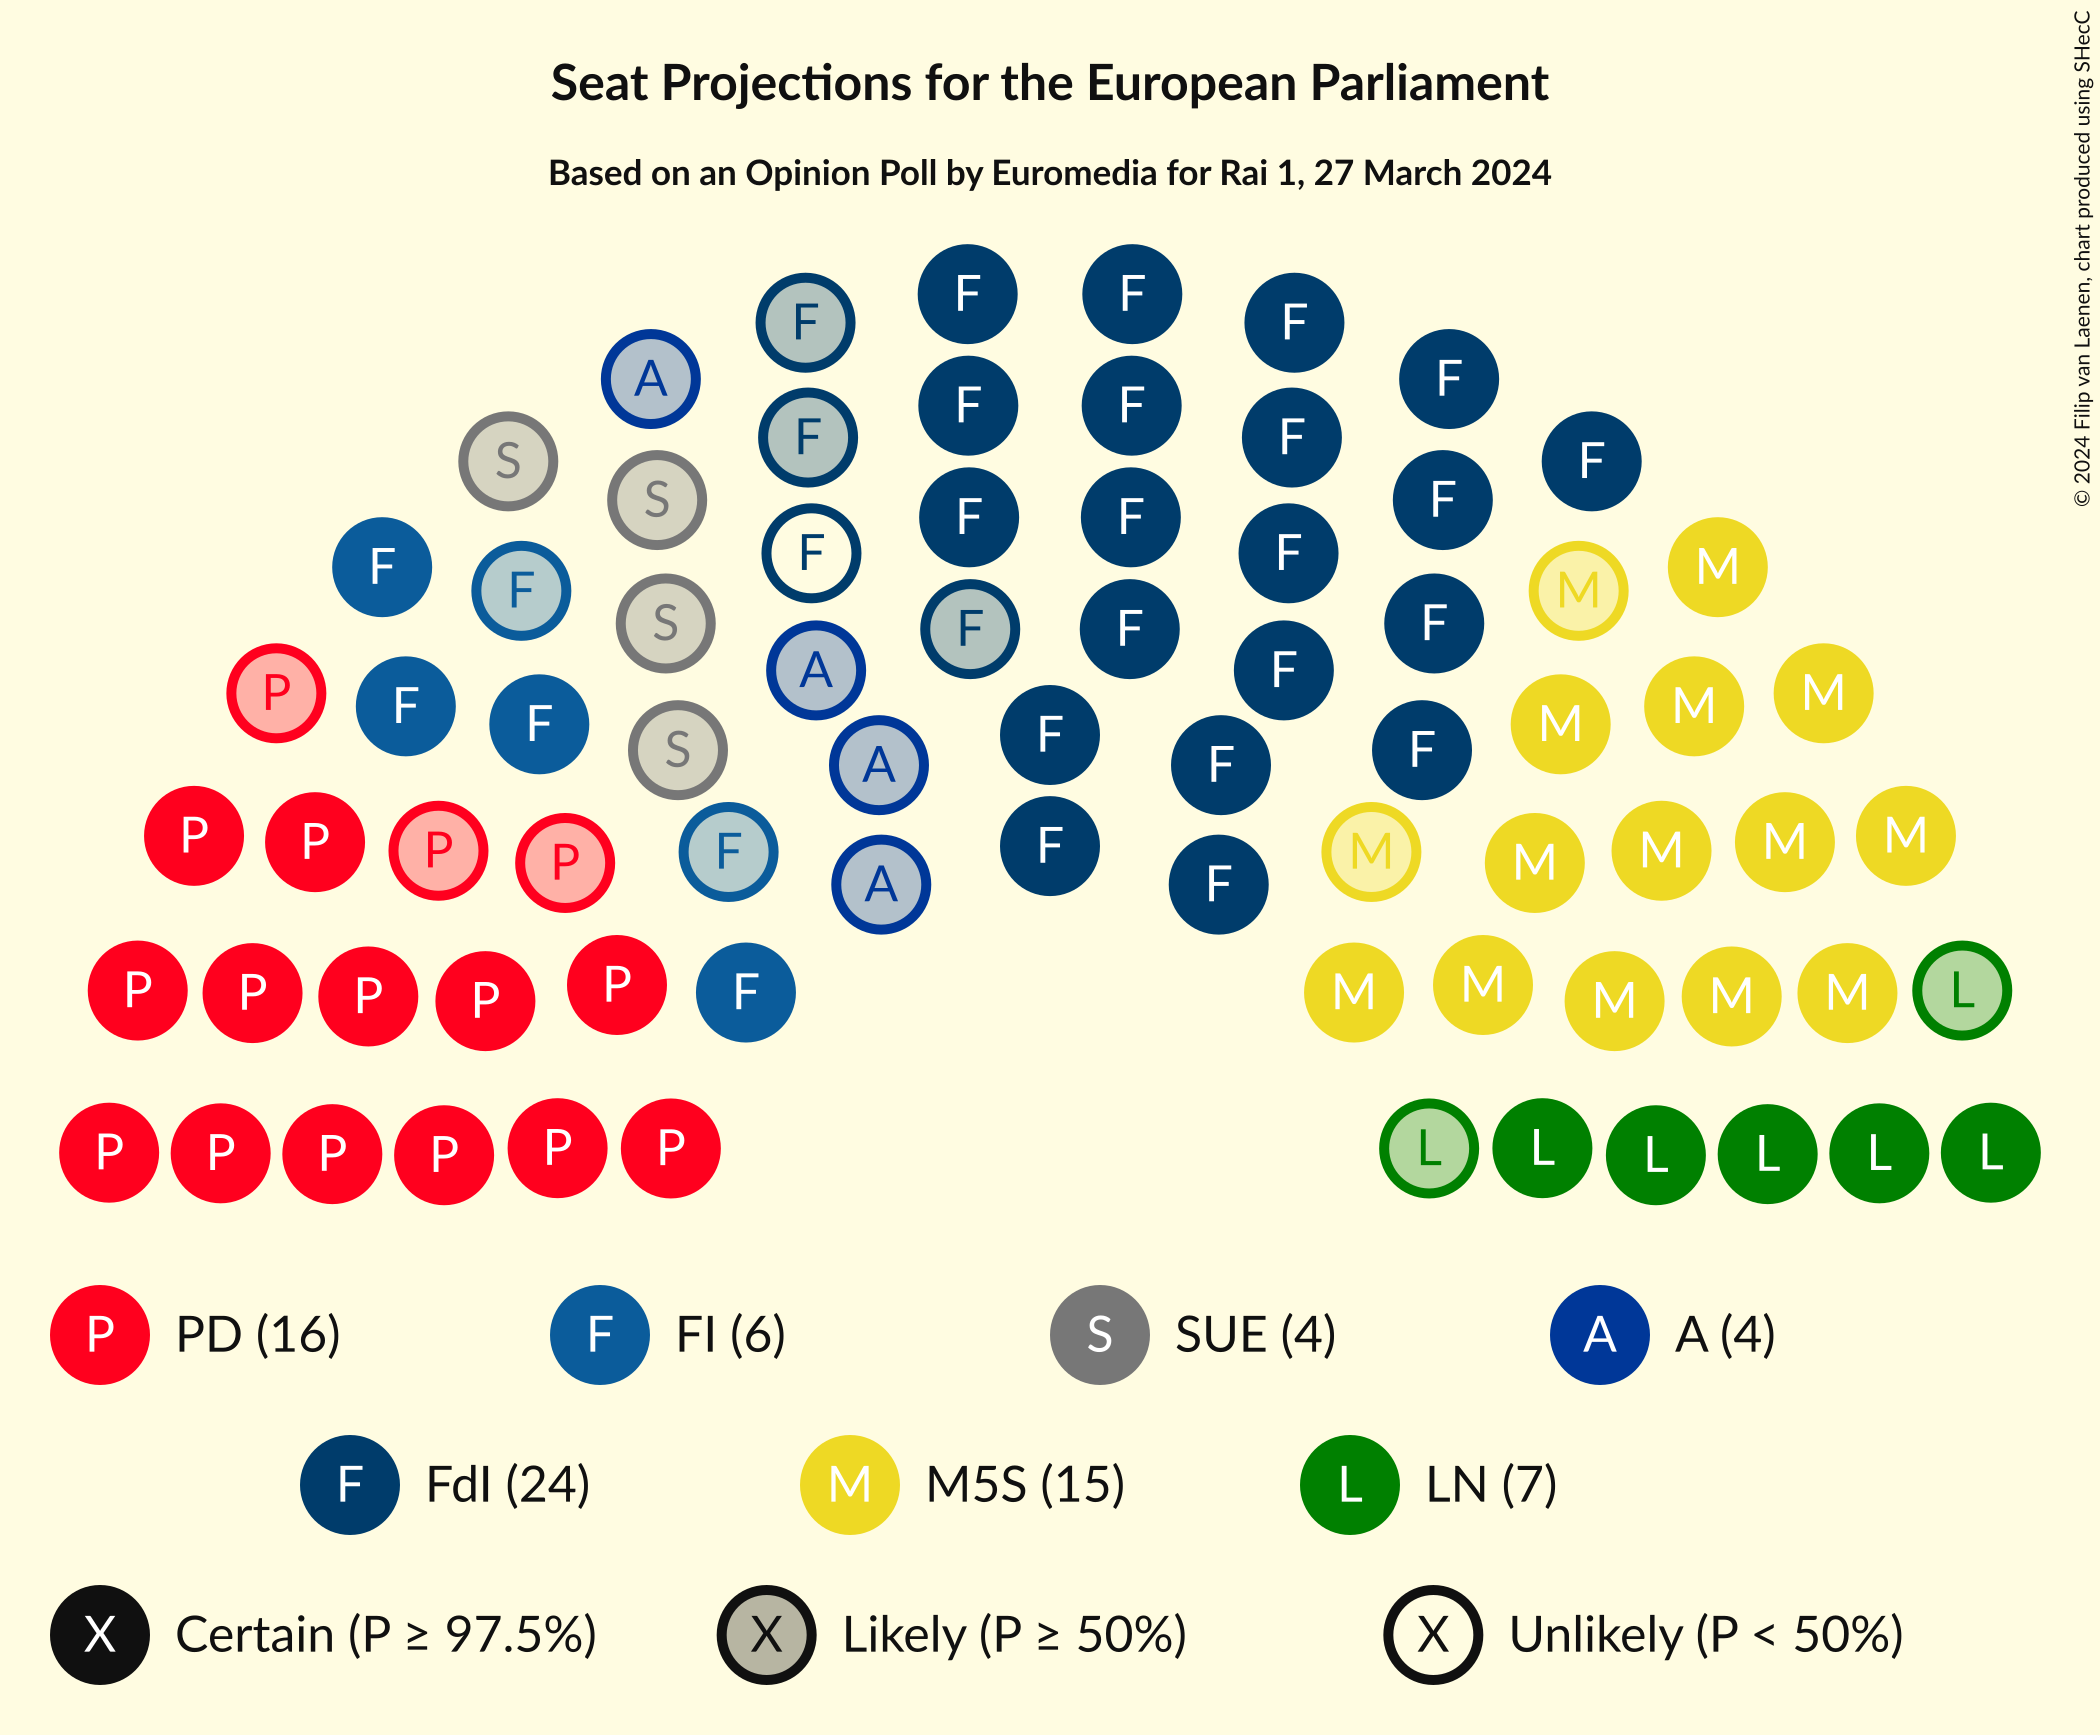 Seat Projections for the European Parliament
Based on an Opinion Poll by Euromedia for Rai 1, 27 March 2024
© 2024 Filip van Laenen, chart produced using SHecC
F F
F F
A F
F F
F F
S F
S F
F F
F F
F M
F M
S F
F F
P M
F M
F M
A F
S F
F
A F
P M
P M
P M
P M
F M
F
A F
P L
P M
P M
P M
P M
F M
P L
P L
P L
P L
P L
P L
P PD (16) F FI (6) S SUE (4) A A (4)
F FdI (24) M M5S (15) L LN (7)
X Certain (P ≥ 97.5%) X Likely (P ≥ 50%) X Unlikely (P < 50%)